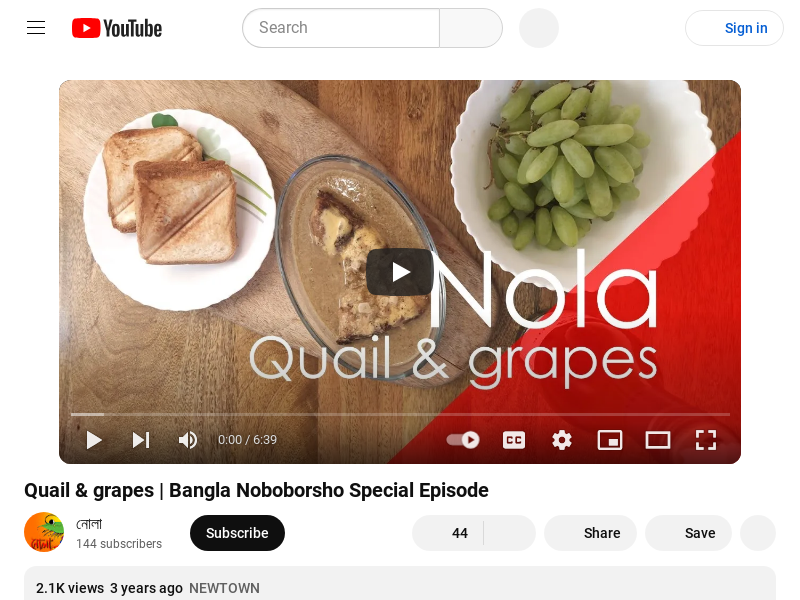 YouTube
Search
Sign in
Nola
Quail & grapes
0:00 / 6:39
CC
Quail & grapes | Bangla Noboborsho Special Episode
নোলা
144 subscribers
Subscribe
44
Share
Save
2.1K views 3 years ago NEWTOWN